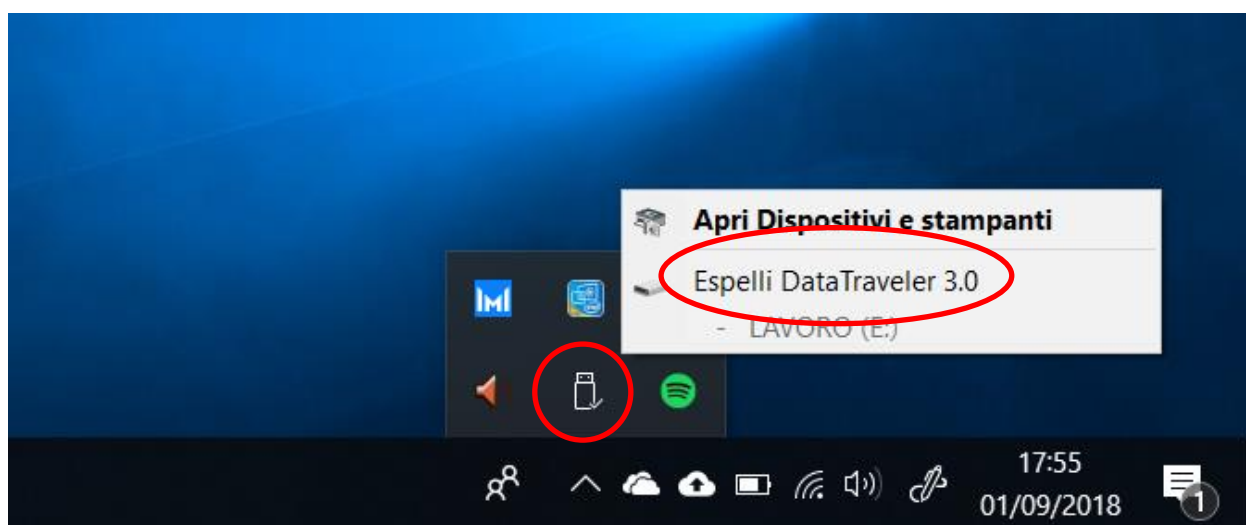 Apri Dispositivi e stampanti
Espelli DataTraveler 3.0
- LAVORO (E:)
17:55
01/09/2018
1